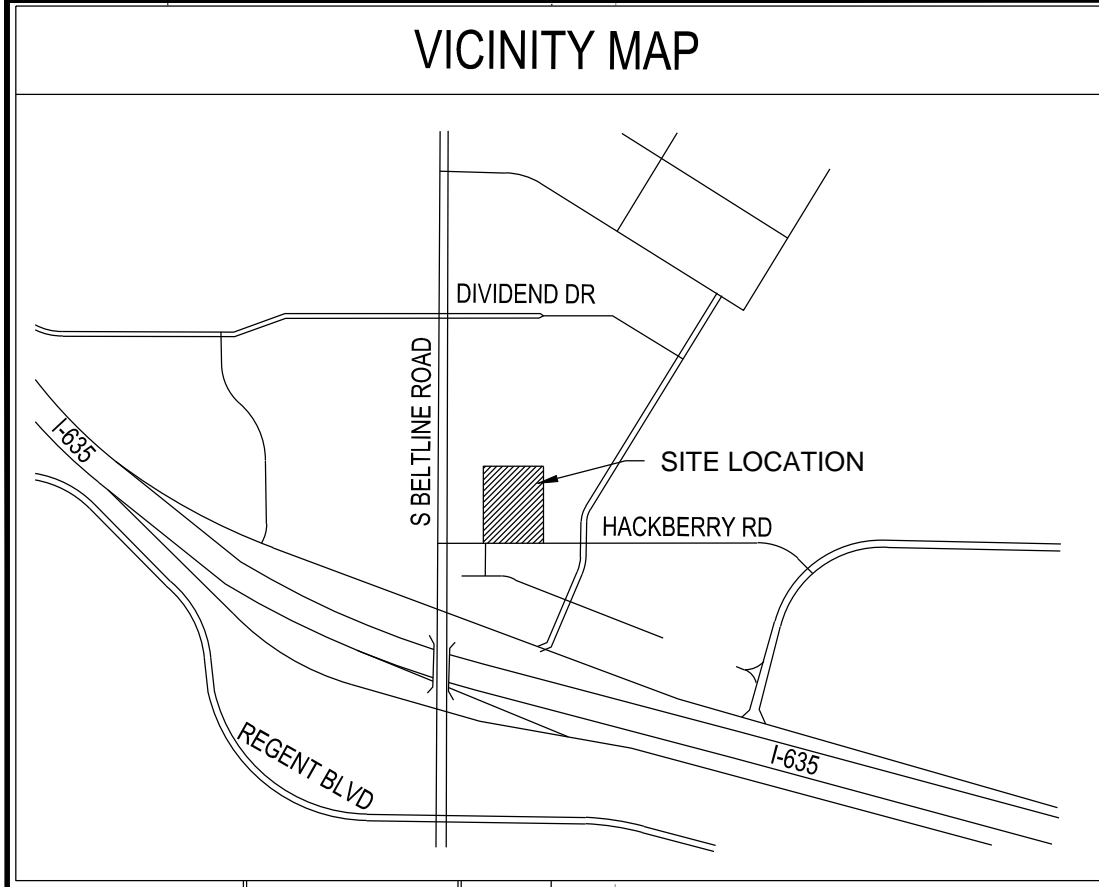 VICINITY MAP
DIVIDEND DR
S BELTLINE ROAD
I-635
SITE LOCATION
HACKBERRY RD
REGENT BLVD
I-635